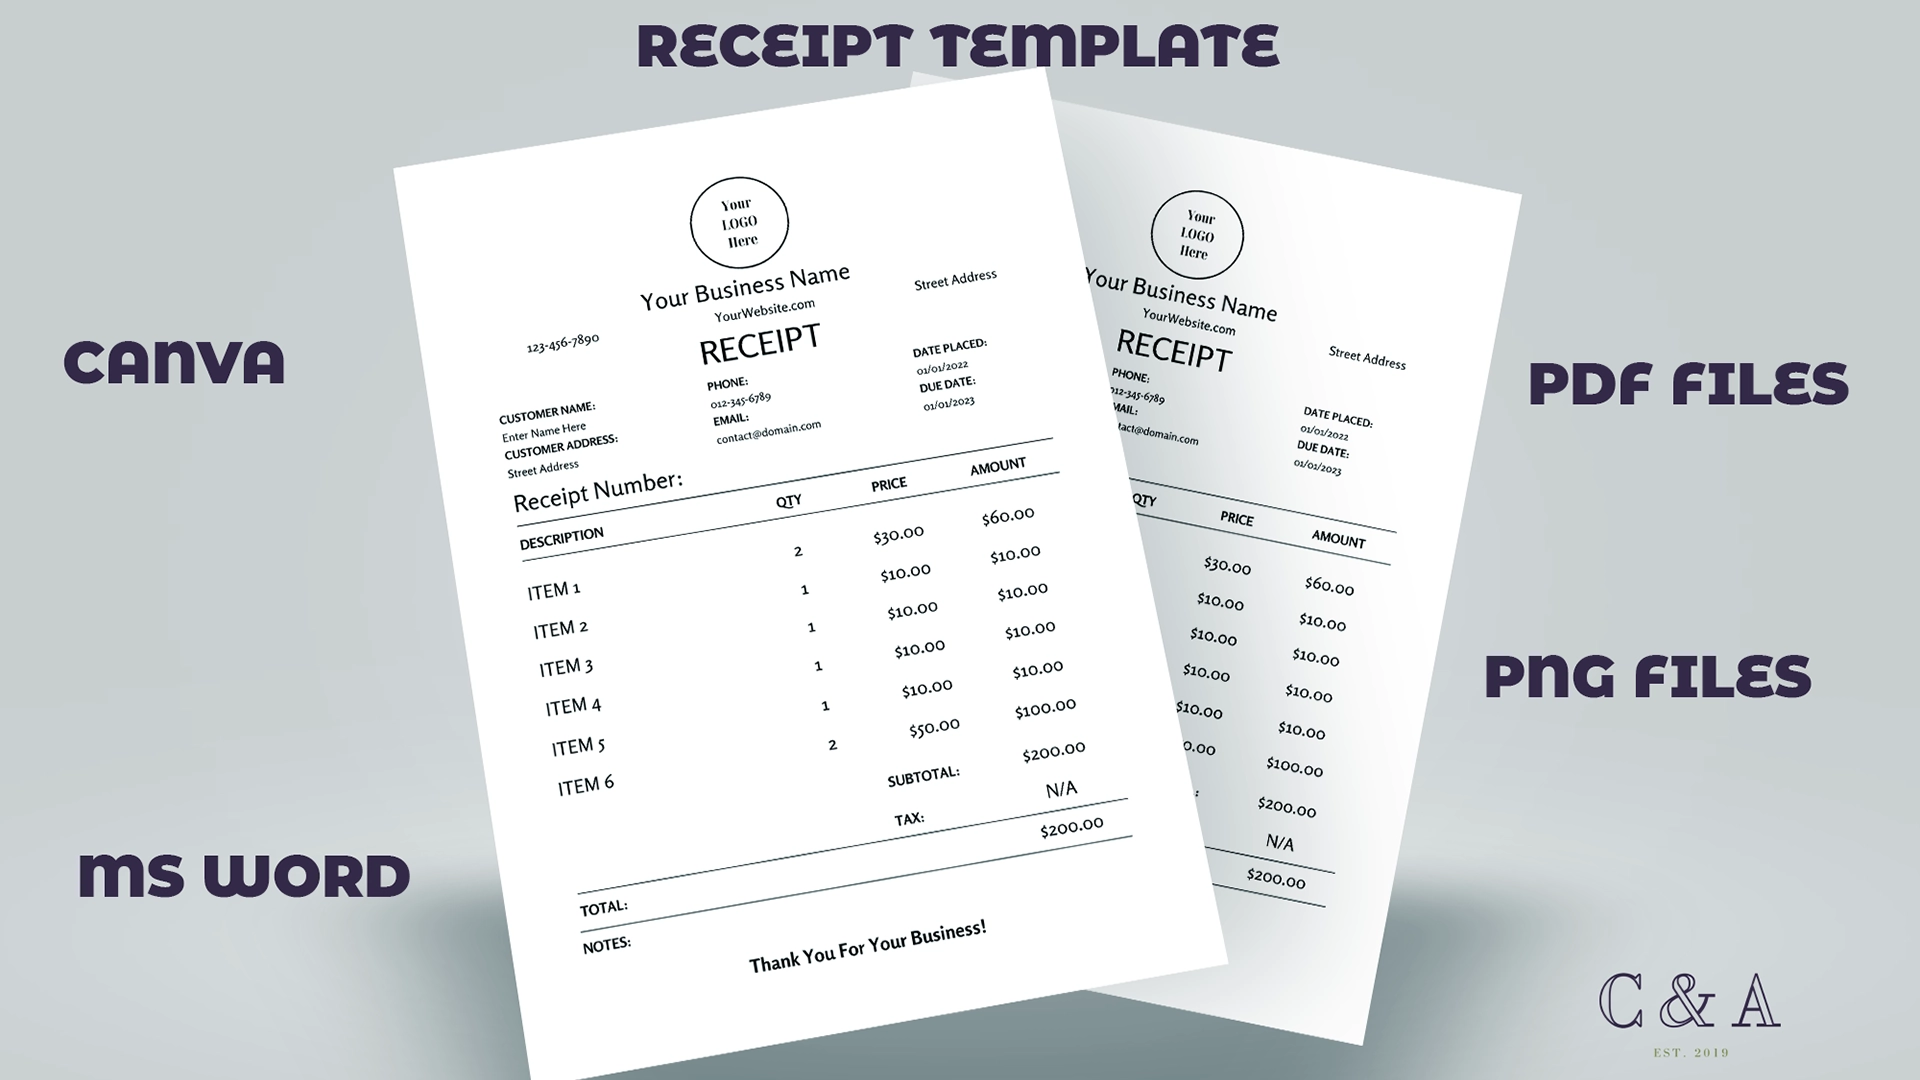 RECEIPT TEMPLATE
CANVA
MS WORD
PDF FILES
PNG FILES
Your
LOGO
Here
Your Business Name
YourWebsite.com
RECEIPT
123-456-7890
Street Address
CUSTOMER NAME:
Enter Name Here
CUSTOMER ADDRESS:
Street Address
PHONE:
012-345-6789
EMAIL:
contact@domain.com
DATE PLACED:
01/01/2022
DUE DATE:
01/01/2023
Receipt Number:
DESCRIPTION QTY PRICE AMOUNT
ITEM 1 2 $30.00 $60.00
ITEM 2 1 $10.00 $10.00
ITEM 3 1 $10.00 $10.00
ITEM 4 1 $10.00 $10.00
ITEM 5 1 $10.00 $10.00
ITEM 6 2 $50.00 $100.00
SUBTOTAL: $200.00
TAX: N/A
TOTAL: $200.00
NOTES:
Thank You For Your Business!
Your
LOGO
Here
Your Business Name
YourWebsite.com
RECEIPT
Street Address
PHONE:
12-345-6789
MAIL:
tact@domain.com
DATE PLACED:
01/01/2022
DUE DATE:
01/01/2023
QTY PRICE AMOUNT
$30.00 $60.00
$10.00 $10.00
$10.00 $10.00
$10.00 $10.00
$10.00 $10.00
0.00 $100.00
: $200.00
N/A
$200.00
C & A
EST. 2019